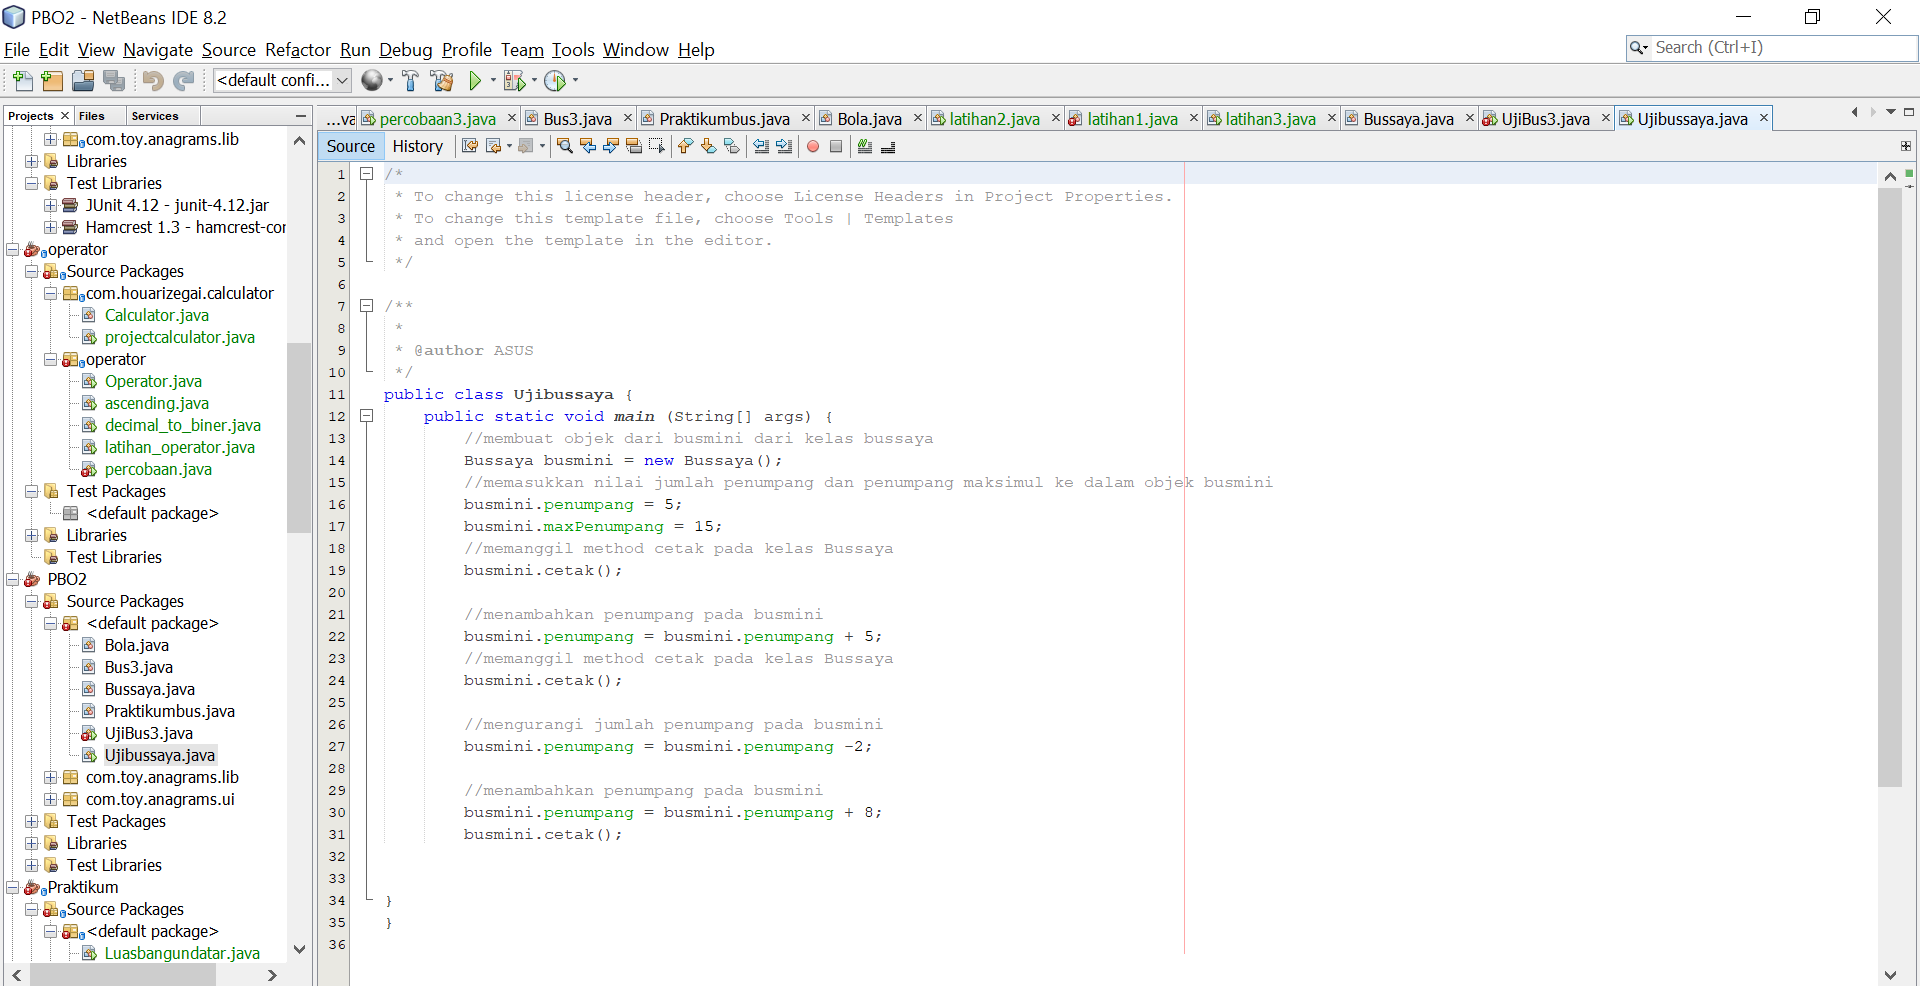 PBO2 - NetBeans IDE 8.2
File Edit View Navigate Source Refactor Run Debug Profile Team Tools Window Help
Search (Ctrl+I)
<default confi...
Projects Files Services
com.toy.anagrams.lib
Libraries
Test Libraries
JUnit 4.12 - junit-4.12.jar
Hamcrest 1.3 - hamcrest-cor
operator
Source Packages
com.houarizegai.calculator
Calculator.java
projectcalculator.java
operator
Operator.java
ascending.java
decimal_to_biner.java
latihan_operator.java
percobaan.java
Test Packages
<default package>
Libraries
Test Libraries
PBO2
Source Packages
<default package>
Bola.java
Bus3.java
Bussaya.java
Praktikumbus.java
UjiBus3.java
Ujibussaya.java
com.toy.anagrams.lib
com.toy.anagrams.ui
Test Packages
Libraries
Test Libraries
Praktikum
Source Packages
<default package>
Luasbangundatar.java
...va percobaan3.java Bus3.java Praktikumbus.java Bola.java latihan2.java latihan1.java latihan3.java Bussaya.java UjiBus3.java Ujibussaya.java
Source History
1 /*
2 * To change this license header, choose License Headers in Project Properties.
3 * To change this template file, choose Tools | Templates
4 * and open the template in the editor.
5 */
6
7 /**
8 *
9 * @author ASUS
10 */
11 public class Ujibussaya {
12 public static void main (String[] args) {
13 //membuat objek dari busmini dari kelas bussaya
14 Bussaya busmini = new Bussaya();
15 //memasukkan nilai jumlah penumpang dan penumpang maksimul ke dalam objek busmini
16 busmini.penumpang = 5;
17 busmini.maxPenumpang = 15;
18 //memanggil method cetak pada kelas Bussaya
19 busmini.cetak();
20
21 //menambahkan penumpang pada busmini
22 busmini.penumpang = busmini.penumpang + 5;
23 //memanggil method cetak pada kelas Bussaya
24 busmini.cetak();
25
26 //mengurangi jumlah penumpang pada busmini
27 busmini.penumpang = busmini.penumpang -2;
28
29 //menambahkan penumpang pada busmini
30 busmini.penumpang = busmini.penumpang + 8;
31 busmini.cetak();
32
33
34 }
35 }
36